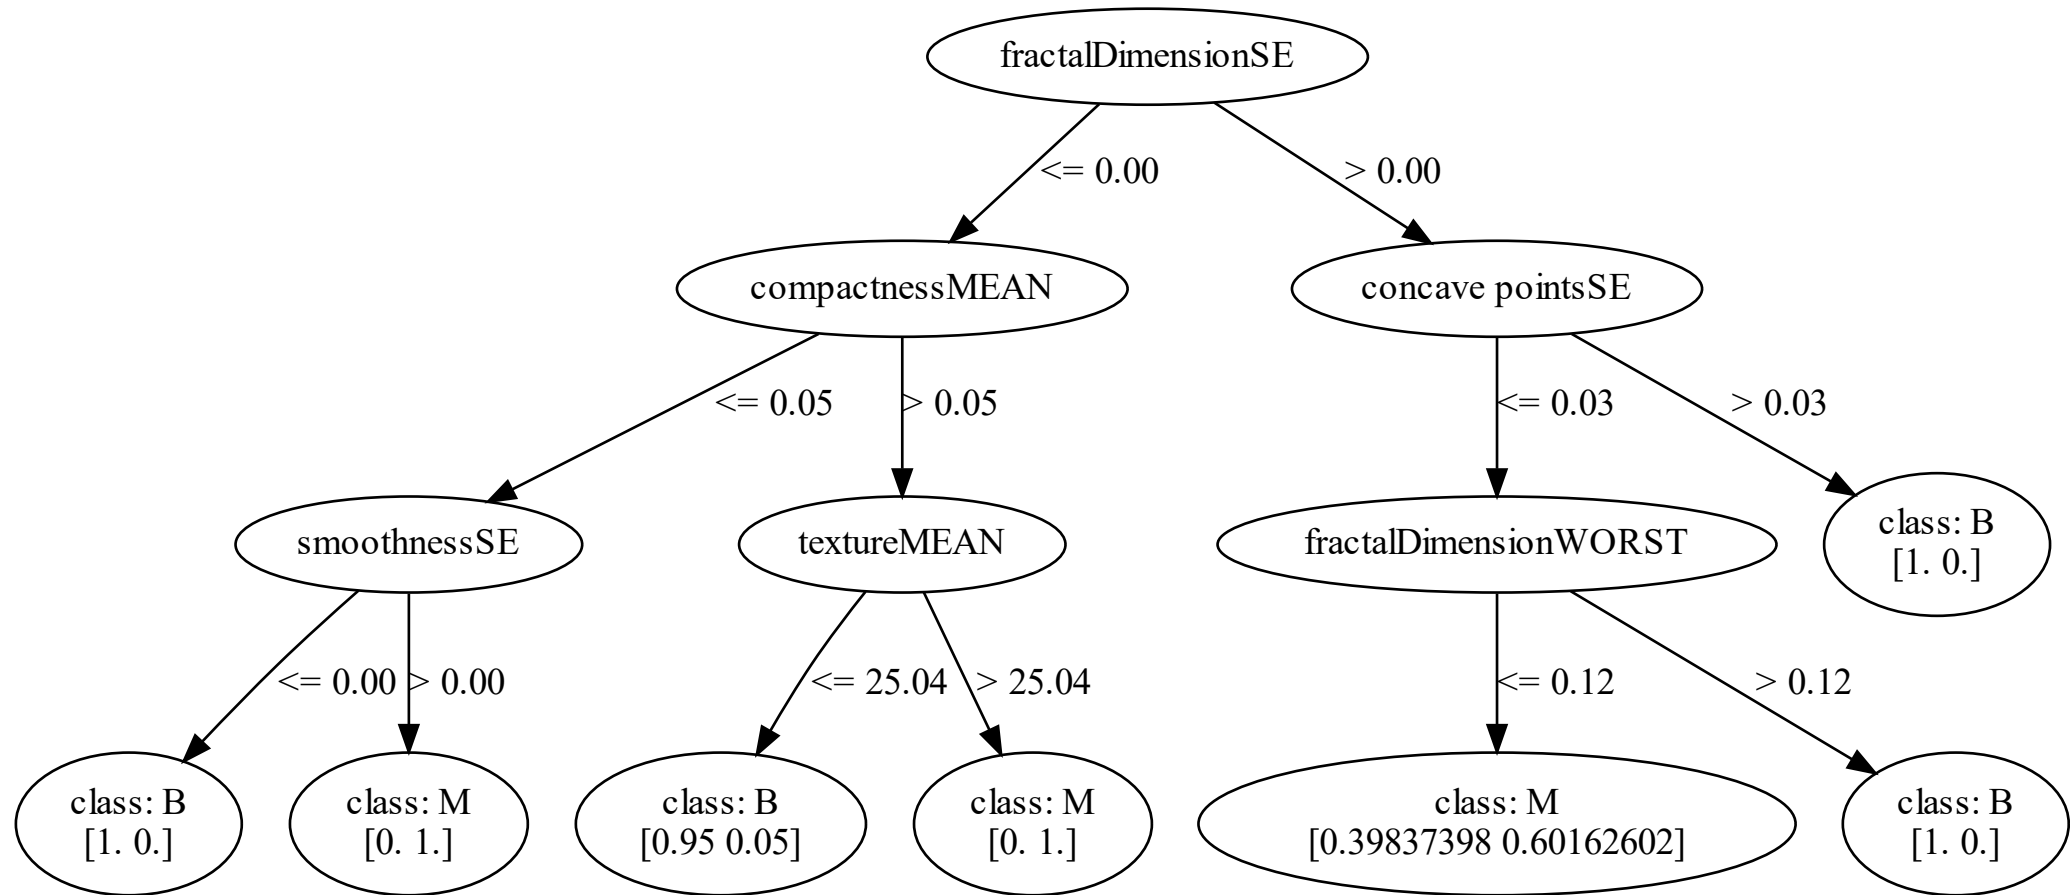 fractalDimensionSE
<= 0.00
> 0.00
compactnessMEAN
concave pointsSE
<= 0.05
> 0.05
<= 0.03
> 0.03
smoothnessSE
textureMEAN
fractalDimensionWORST
class: B
[1. 0.]
<= 0.00
> 0.00
<= 25.04
> 25.04
<= 0.12
> 0.12
class: B
[1. 0.]
class: M
[0. 1.]
class: B
[0.95 0.05]
class: M
[0. 1.]
class: M
[0.39837398 0.60162602]
class: B
[1. 0.]